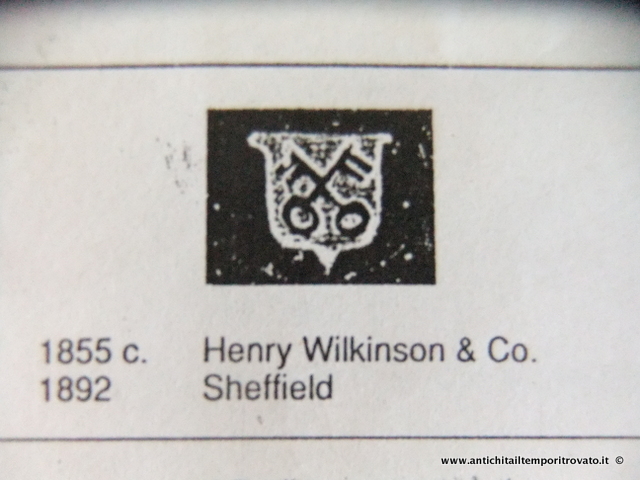 1855 c. Henry Wilkinson & Co.
1892 Sheffield
www.antichitailtemporitrovato.it ©